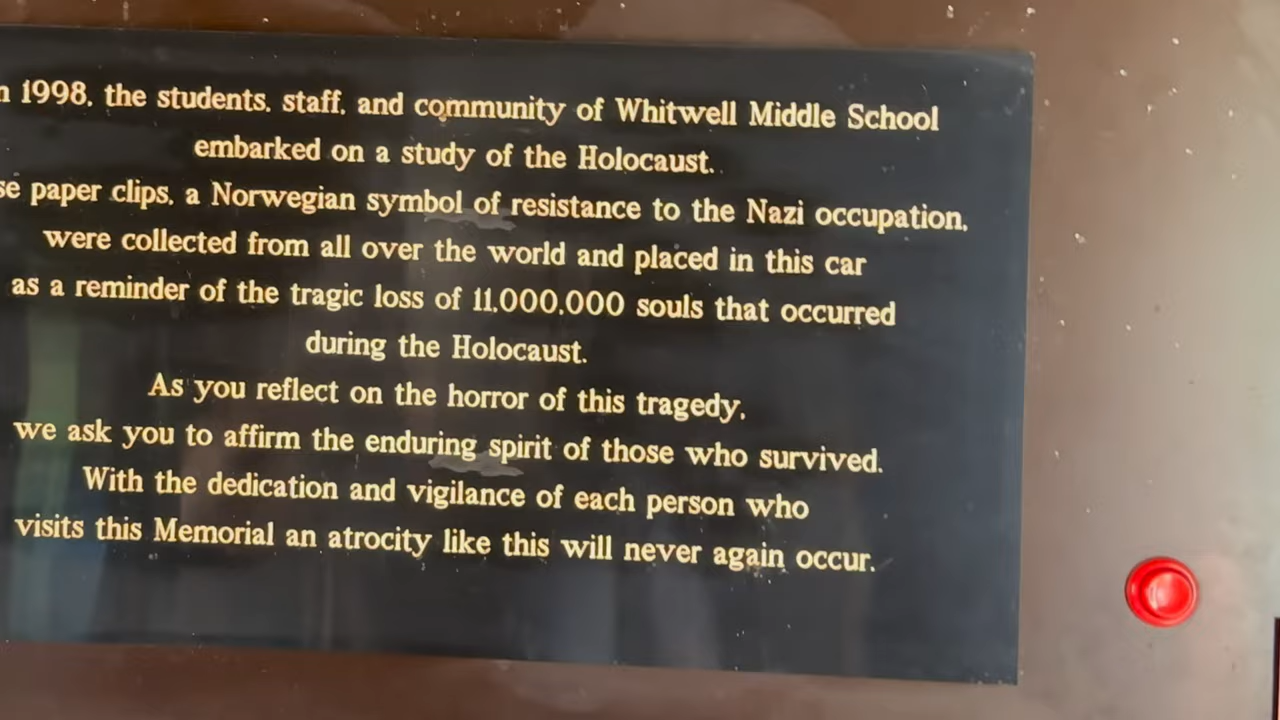 n 1998, the students, staff, and community of Whitwell Middle School
embarked on a study of the Holocaust.
se paper clips, a Norwegian symbol of resistance to the Nazi occupation,
were collected from all over the world and placed in this car
as a reminder of the tragic loss of 11,000,000 souls that occurred
during the Holocaust.
As you reflect on the horror of this tragedy,
we ask you to affirm the enduring spirit of those who survived.
With the dedication and vigilance of each person who
visits this Memorial an atrocity like this will never again occur.